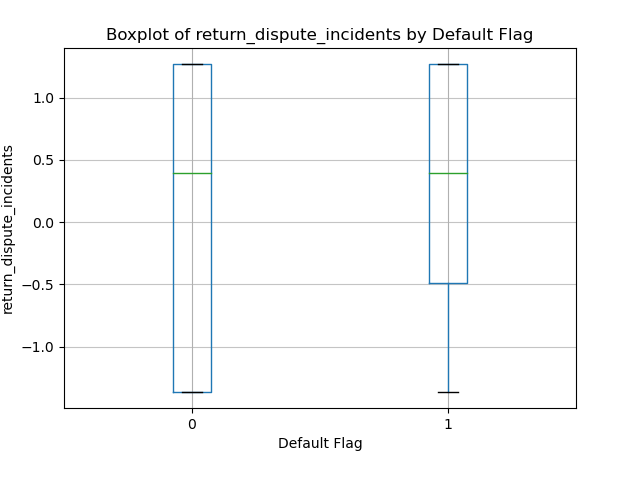 Boxplot of return_dispute_incidents by Default Flag
return_dispute_incidents
1.0
0.5
0.0
−0.5
−1.0
0
1
Default Flag